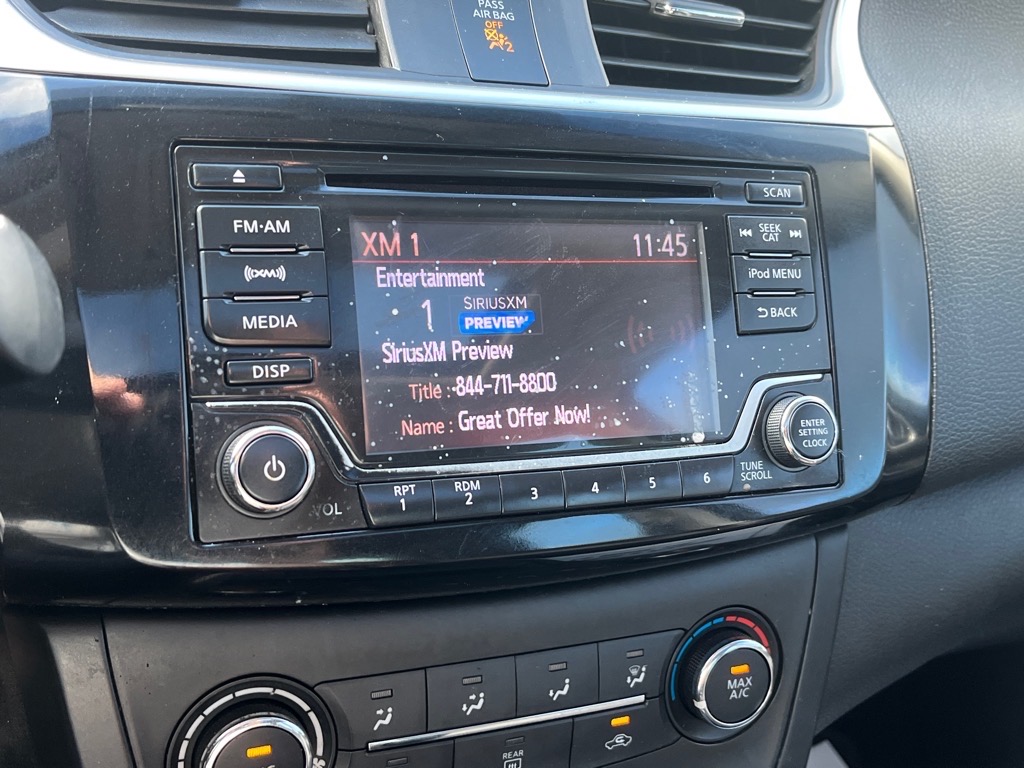 PASS
AIR BAG
OFF
2
SCAN
FM·AM
SEEK
CAT
((XM))
iPod MENU
MEDIA
BACK
DISP
XM 1 11:45
Entertainment
1 SIRIUSXM
PREVIEW
SiriusXM Preview
Title : 844-711-8800
Name : Great Offer Now!
ENTER
SETTING
CLOCK
VOL
RPT
1
RDM
2
3
4
5
6
TUNE
SCROLL
MAX
A/C
REAR